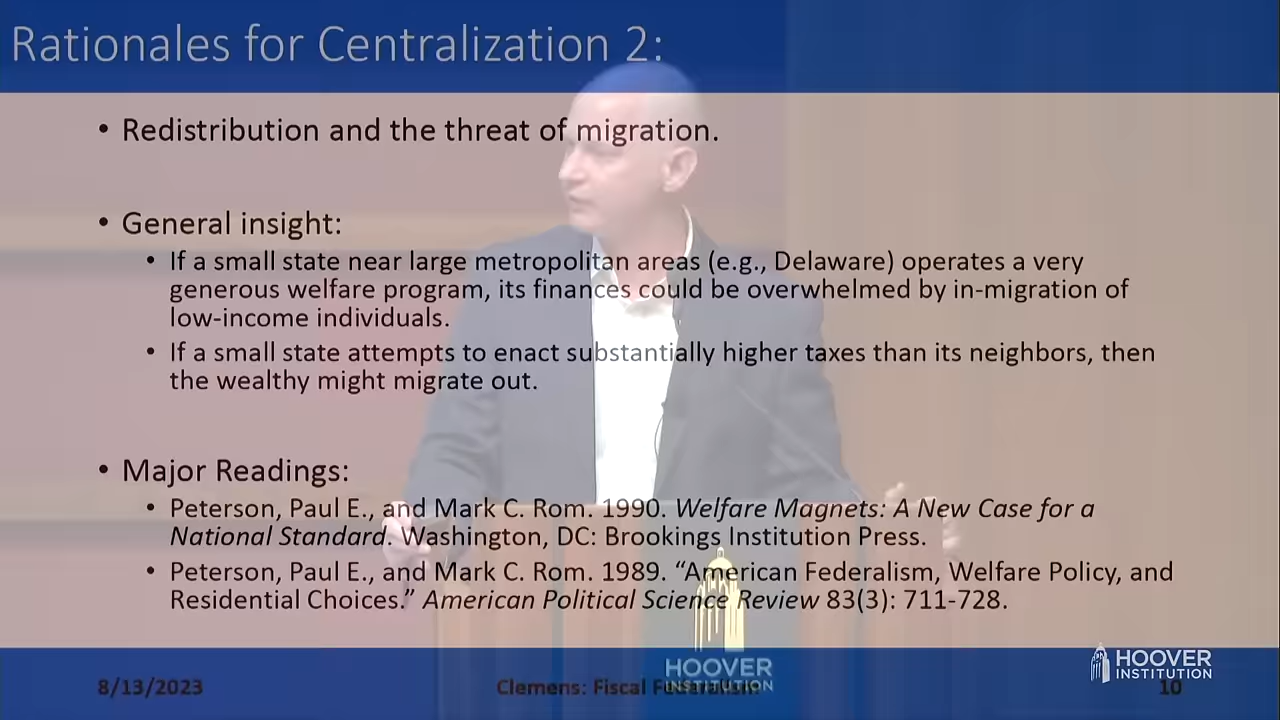 Rationales for Centralization 2:
• Redistribution and the threat of migration.
• General insight:
• If a small state near large metropolitan areas (e.g., Delaware) operates a very
generous welfare program, its finances could be overwhelmed by in-migration of
low-income individuals.
• If a small state attempts to enact substantially higher taxes than its neighbors, then
the wealthy might migrate out.
• Major Readings:
• Peterson, Paul E., and Mark C. Rom. 1990. Welfare Magnets: A New Case for a
National Standard. Washington, DC: Brookings Institution Press.
• Peterson, Paul E., and Mark C. Rom. 1989. “American Federalism, Welfare Policy, and
Residential Choices.” American Political Science Review 83(3): 711-728.
HOOVER
INSTITUTION
HOOVER
INSTITUTION
8/13/2023
Clemens: Fiscal Federalism
10